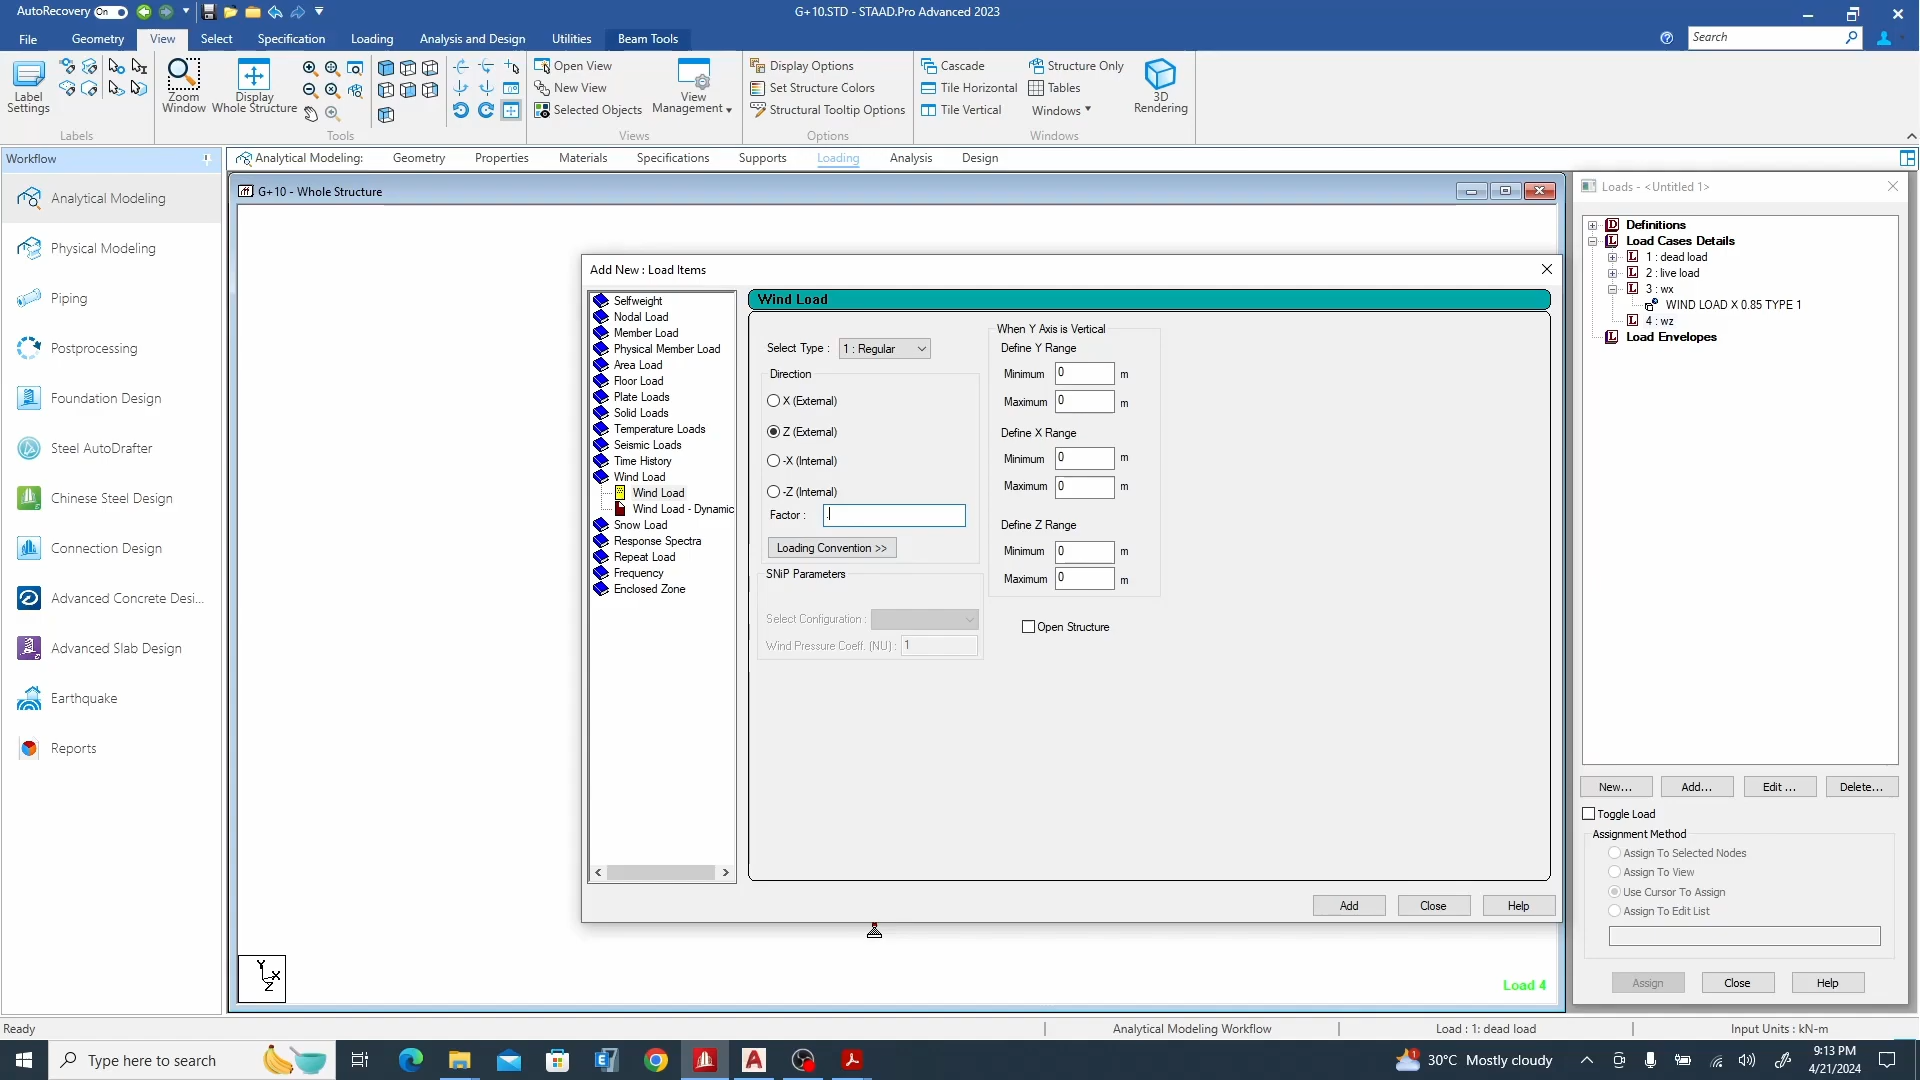 AutoRecovery On
G+10.STD - STAAD.Pro Advanced 2023
File Geometry View Select Specification Loading Analysis and Design Utilities Beam Tools Search
Label Settings
Labels
Zoom Window
Display Whole Structure
Tools
Open View
New View
Selected Objects
View Management
Views
Display Options
Set Structure Colors
Structural Tooltip Options
Options
Cascade
Tile Horizontal
Tile Vertical
Structure Only
Tables
Windows
3D Rendering
Windows
Workflow
Analytical Modeling
Physical Modeling
Piping
Postprocessing
Foundation Design
Steel AutoDrafter
Chinese Steel Design
Connection Design
Advanced Concrete Desi...
Advanced Slab Design
Earthquake
Reports
Analytical Modeling: Geometry Properties Materials Specifications Supports Loading Analysis Design
G+10 - Whole Structure
Add New : Load Items
Selfweight
Nodal Load
Member Load
Physical Member Load
Area Load
Floor Load
Plate Loads
Solid Loads
Temperature Loads
Seismic Loads
Time History
Wind Load
Wind Load
Wind Load - Dynamic
Snow Load
Response Spectra
Repeat Load
Frequency
Enclosed Zone
Wind Load
Select Type : 1 : Regular
Direction
X (External)
Z (External)
-X (Internal)
-Z (Internal)
Factor : .
Loading Convention >>
SNiP Parameters
Select Configuration :
Wind Pressure Coeff. (NU) : 1
When Y Axis is Vertical
Define Y Range
Minimum 0 m
Maximum 0 m
Define X Range
Minimum 0 m
Maximum 0 m
Define Z Range
Minimum 0 m
Maximum 0 m
Open Structure
Add Close Help
Y
X
Z
Load 4
Loads - <Untitled 1>
D Definitions
L Load Cases Details
L 1 : dead load
L 2 : live load
L 3 : wx
WIND LOAD X 0.85 TYPE 1
L 4 : wz
L Load Envelopes
New... Add... Edit ... Delete...
Toggle Load
Assignment Method
Assign To Selected Nodes
Assign To View
Use Cursor To Assign
Assign To Edit List
Assign Close Help
Ready
Analytical Modeling Workflow
Load : 1: dead load
Input Units : kN-m
Type here to search
30°C Mostly cloudy
9:13 PM
4/21/2024